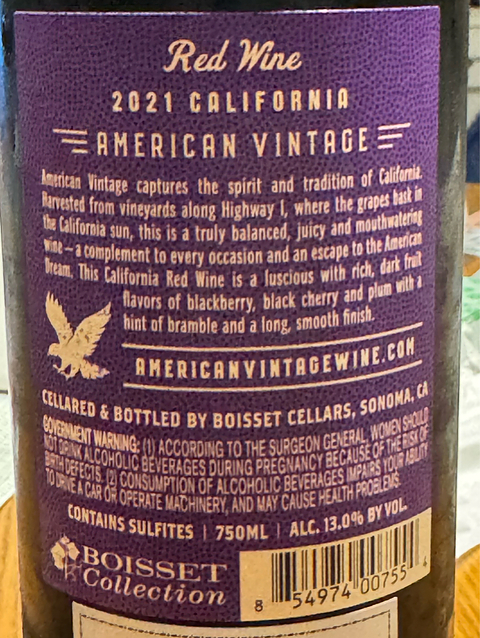 Red Wine
2021 CALIFORNIA
AMERICAN VINTAGE
American Vintage captures the spirit and tradition of California.
Harvested from vineyards along Highway 1, where the grapes bask in
the California sun, this is a truly balanced, juicy and mouthwatering
wine—a complement to every occasion and an escape to the American
Dream. This California Red Wine is a luscious with rich, dark fruit
flavors of blackberry, black cherry and plum with a
hint of bramble and a long, smooth finish.
AMERICANVINTAGEWINE.COM
CELLARED & BOTTLED BY BOISSET CELLARS, SONOMA, CA
GOVERNMENT WARNING: (1) ACCORDING TO THE SURGEON GENERAL, WOMEN SHOULD
NOT DRINK ALCOHOLIC BEVERAGES DURING PREGNANCY BECAUSE OF THE RISK OF
BIRTH DEFECTS. (2) CONSUMPTION OF ALCOHOLIC BEVERAGES IMPAIRS YOUR ABILITY
TO DRIVE A CAR OR OPERATE MACHINERY, AND MAY CAUSE HEALTH PROBLEMS.
CONTAINS SULFITES | 750ML | ALC. 13.0% BY VOL.
BOISSET
Collection
8 54974 00755 4